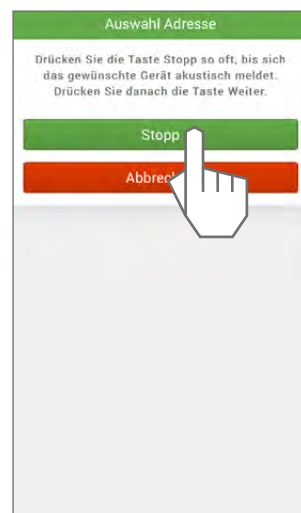 Auswahl Adresse
Drücken Sie die Taste Stopp so oft, bis sich
das gewünschte Gerät akustisch meldet.
Drücken Sie danach die Taste Weiter.
Stopp
Abbrec